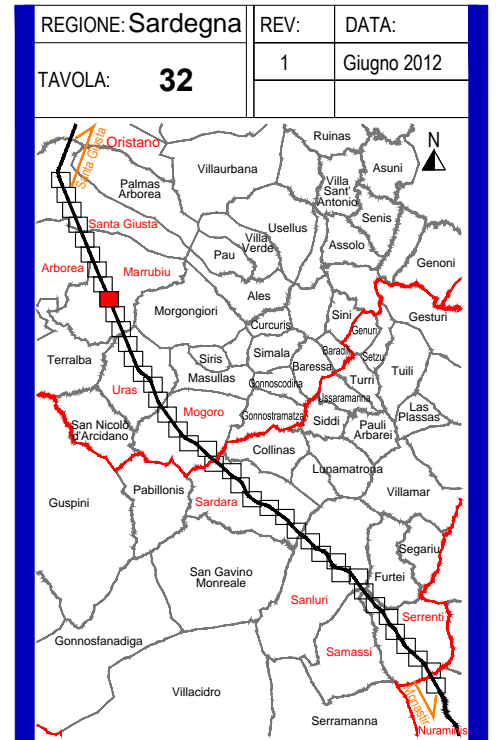 REGIONE: Sardegna
REV:
DATA:
TAVOLA: 32
1
Giugno 2012
N
Santa Giusta
Oristano
Ruinas
Villaurbana
Asuni
Palmas
Arborea
Villa
Sant'
Antonio
Senis
Santa Giusta
Usellus
Villa
Verde
Assolo
Pau
Genoni
Arborea
Marrubiu
Ales
Morgongiori
Sini
Gesturi
Curcuris
Genuri
Terralba
Siris
Simala
Baradili
Setzu
Baressa
Tuili
Masullas
Uras
Gonnoscodina
Turri
Ussaramanna
Mogoro
Gonnostramatza
Siddi
Las
Plassas
San Nicolò
d'Arcidano
Pauli
Arbarei
Collinas
Lunamatrona
Pabillonis
Villamar
Guspini
Sardara
Segariu
San Gavino
Monreale
Furtei
Sanluri
Serrenti
Gonnosfanadiga
Samassi
Villacidro
Monastir
Serramanna
Nuraminis